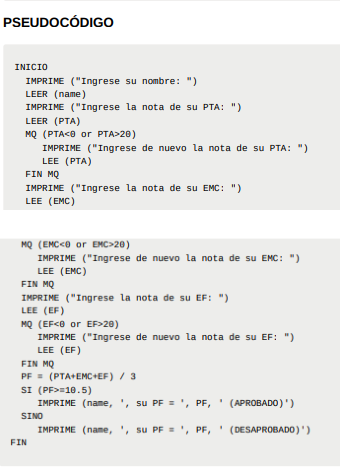 PSEUDOCÓDIGO
INICIO
IMPRIME ("Ingrese su nombre: ")
LEER (name)
IMPRIME ("Ingrese la nota de su PTA: ")
LEER (PTA)
MQ (PTA<0 or PTA>20)
IMPRIME ("Ingrese de nuevo la nota de su PTA: ")
LEE (PTA)
FIN MQ
IMPRIME ("Ingrese la nota de su EMC: ")
LEE (EMC)
MQ (EMC<0 or EMC>20)
IMPRIME ("Ingrese de nuevo la nota de su EMC: ")
LEE (EMC)
FIN MQ
IMPRIME ("Ingrese la nota de su EF: ")
LEE (EF)
MQ (EF<0 or EF>20)
IMPRIME ("Ingrese de nuevo la nota de su EF: ")
LEE (EF)
FIN MQ
PF = (PTA+EMC+EF) / 3
SI (PF>=10.5)
IMPRIME (name, ', su PF = ', PF, ' (APROBADO)')
SINO
IMPRIME (name, ', su PF = ', PF, ' (DESAPROBADO)')
FIN